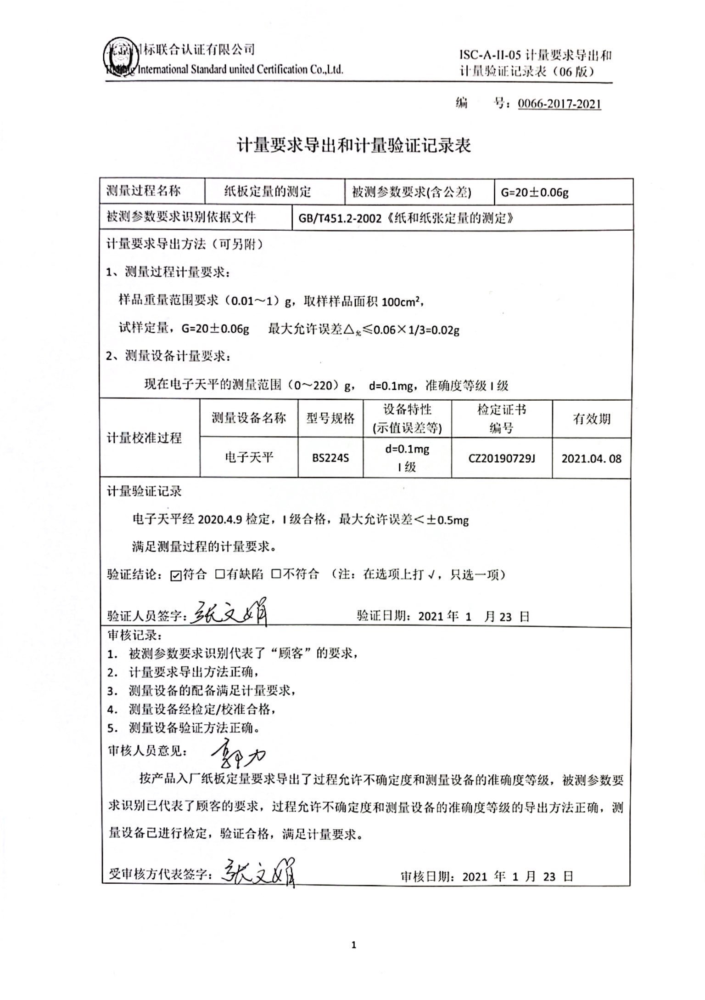 北京国标联合认证有限公司
Beijing International Standard united Certification Co.,Ltd.
ISC-A-II-05 计量要求导出和
计量验证记录表（06 版）
编 号：0066-2017-2021
计量要求导出和计量验证记录表
测量过程名称 纸板定量的测定 被测参数要求(含公差) G=20±0.06g
被测参数要求识别依据文件 GB/T451.2-2002《纸和纸张定量的测定》
计量要求导出方法（可另附）
1、测量过程计量要求：
样品重量范围要求（0.01～1）g，取样样品面积 100cm²，
试样定量，G=20±0.06g 最大允许误差△允≤0.06×1/3=0.02g
2、测量设备计量要求：
现在电子天平的测量范围（0～220）g， d=0.1mg，准确度等级 I 级
计量校准过程 测量设备名称 型号规格 设备特性 (示值误差等) 检定证书 编号 有效期
电子天平 BS224S d=0.1mg I 级 CZ20190729J 2021.04. 08
计量验证记录
电子天平经 2020.4.9 检定，I 级合格，最大允许误差＜±0.5mg
满足测量过程的计量要求。
验证结论：☑符合 □有缺陷 □不符合 （注：在选项上打 √，只选一项）
验证人员签字：张文娟 验证日期：2021 年 1 月 23 日
审核记录：
1. 被测参数要求识别代表了“顾客”的要求，
2. 计量要求导出方法正确，
3. 测量设备的配备满足计量要求，
4. 测量设备经检定/校准合格，
5. 测量设备验证方法正确。
审核人员意见： 郭力
按产品入厂纸板定量要求导出了过程允许不确定度和测量设备的准确度等级，被测参数要
求识别已代表了顾客的要求，过程允许不确定度和测量设备的准确度等级的导出方法正确，测
量设备已进行检定，验证合格，满足计量要求。
受审核方代表签字：张文娟 审核日期：2021 年 1 月 23 日
1